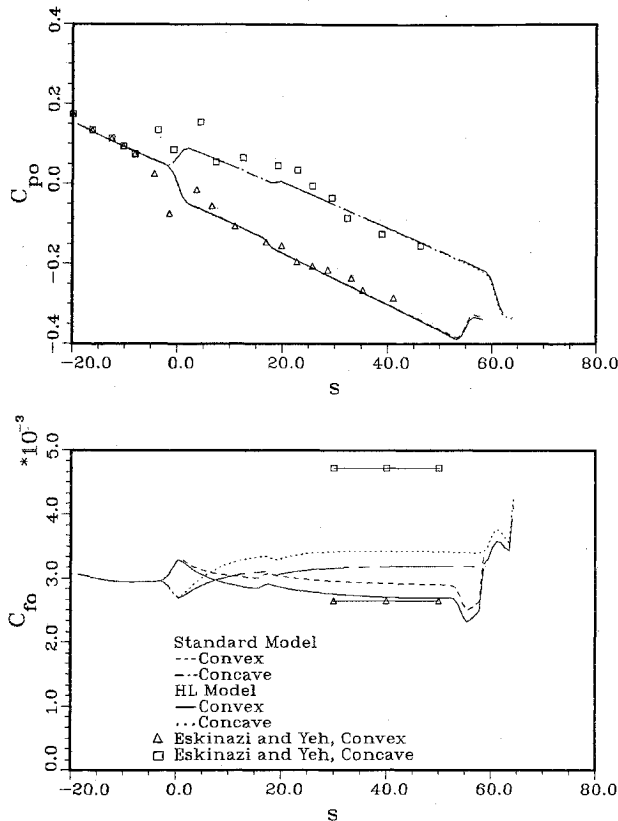 0.4
0.2
0.0
-0.2
-0.4
C_po
-20.0 0.0 20.0 40.0 60.0 80.0
s
*10^-3
5.0
4.0
3.0
2.0
1.0
0.0
C_fo
Standard Model
Convex
Concave
HL Model
Convex
Concave
Eskinazi and Yeh, Convex
Eskinazi and Yeh, Concave
-20.0 0.0 20.0 40.0 60.0 80.0
s